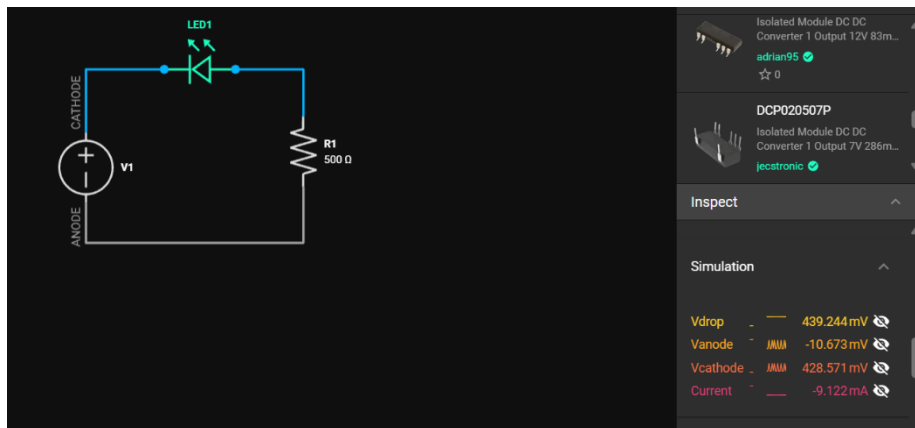 LED1
CATHODE
V1
ANODE
R1
500 Ω
Isolated Module DC DC
Converter 1 Output 12V 83m...
adrian95
0
DCP020507P
Isolated Module DC DC
Converter 1 Output 7V 286m...
jecstronic
Inspect
Simulation
Vdrop 439.244 mV
Vanode -10.673 mV
Vcathode 428.571 mV
Current -9.122 mA